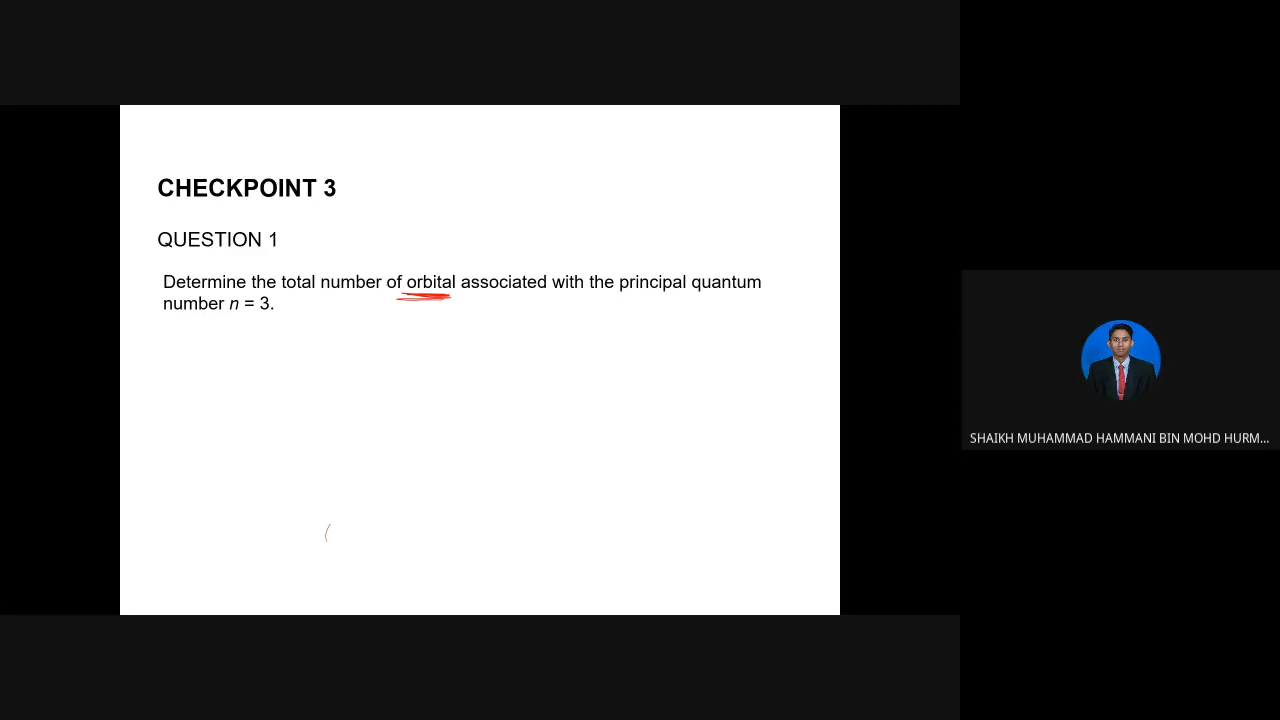 CHECKPOINT 3
QUESTION 1
Determine the total number of orbital associated with the principal quantum
number n = 3.
SHAIKH MUHAMMAD HAMMANI BIN MOHD HURM...